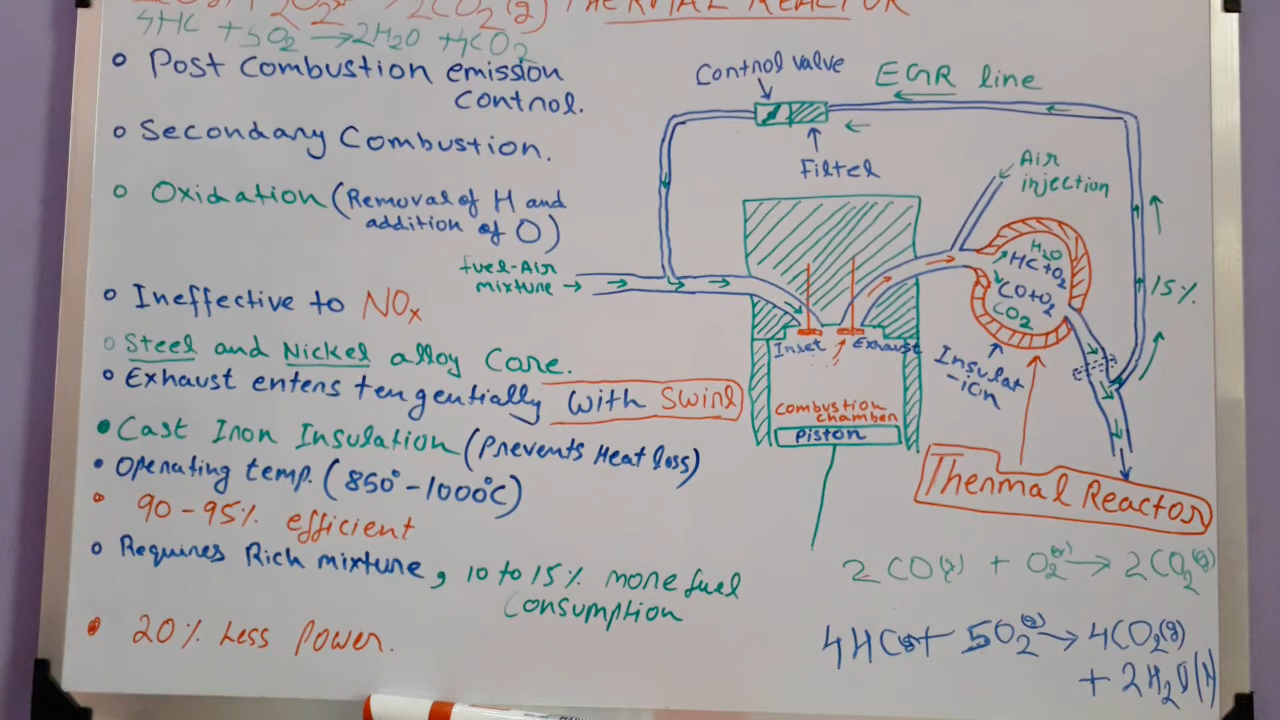 2CO2(g) THERMAL REACTOR
4HC + 5O2 → 2H2O + 4CO2
Post Combustion emission
control.
Secondary Combustion.
Oxidation (Removal of H and
addition of O)
Ineffective to NOx
Steel and Nickel alloy Core.
Exhaust enters tengentially with Swirl
Cast Iron Insulation (Prevents Heat loss)
Operating temp. (850° - 1000°C)
90 - 95% efficient
Requires Rich mixture, 10 to 15% more fuel
Consumption
20% Less Power.
Control valve
EGR line
Filter
Air
injection
fuel-Air
mixture →
H2O
HC + O2
CO + O2
CO2
15%
Inlet
Exhaust
Insulat
-ion
Combustion
chamber
Piston
Thermal Reactor
2CO(g) + O2(g) → 2CO2(g)
4HC + 5O2(g) → 4CO2(g)
+ 2H2O(l)